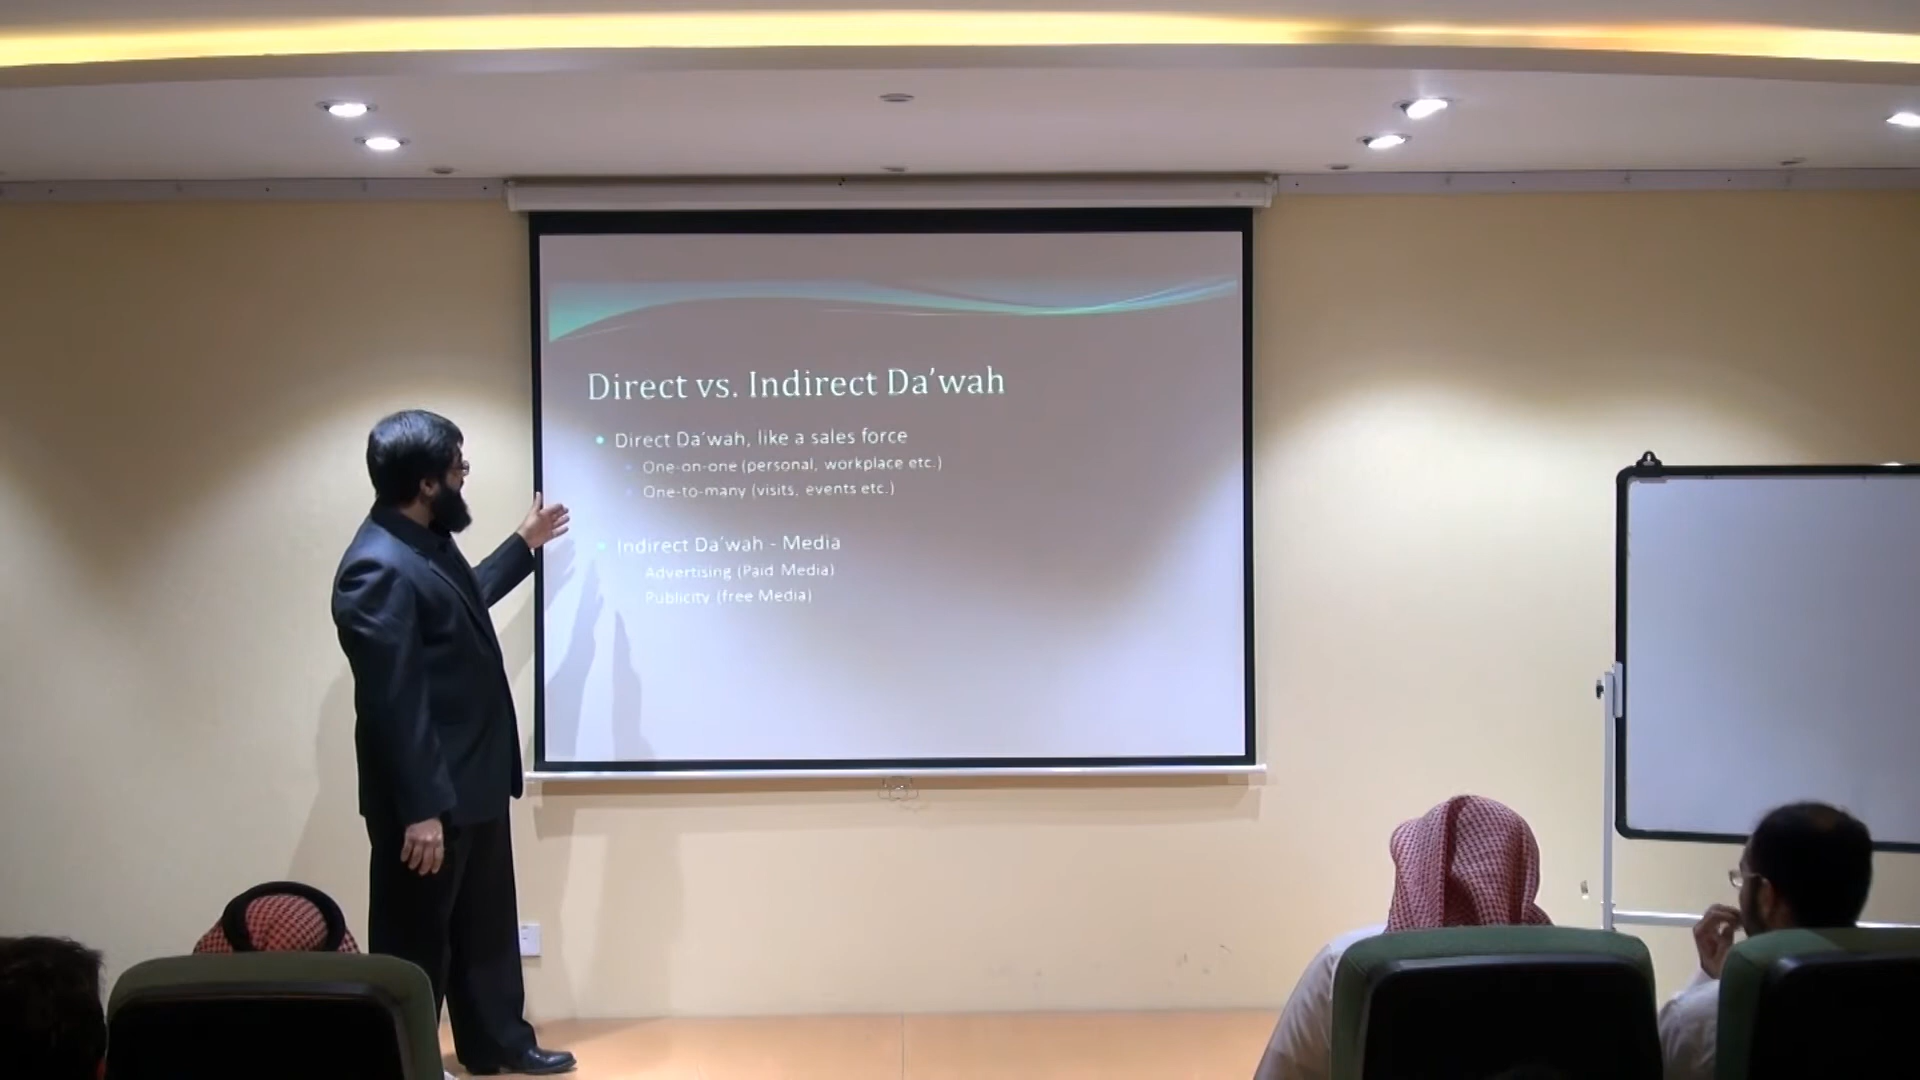 Direct vs. Indirect Da'wah
• Direct Da'wah, like a sales force
• One-on-one (personal, workplace etc.)
• One-to-many (visits, events etc.)
• Indirect Da'wah - Media
Advertising (Paid Media)
Publicity (free Media)